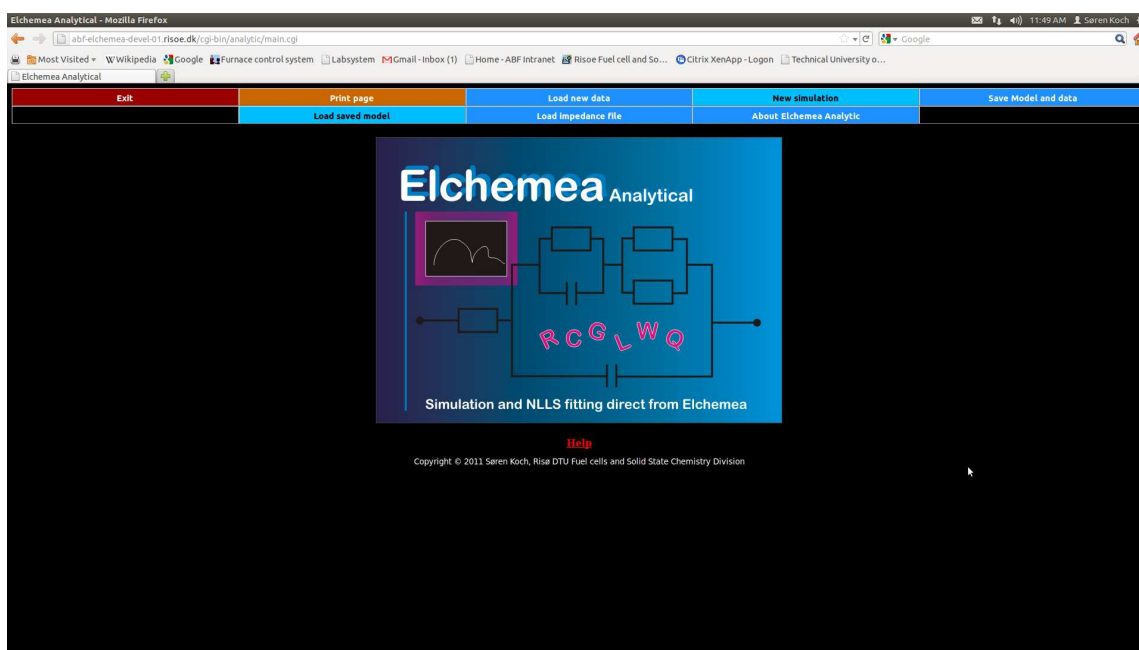 Elchemea Analytical - Mozilla Firefox
11:49 AM Søren Koch
abf-elchemea-devel-01.risoe.dk/cgi-bin/analytic/main.cgi
Google
Most Visited Wikipedia Google Furnace control system Labsystem Gmail - Inbox (1) Home - ABF Intranet Risoe Fuel cell and So... Citrix XenApp - Logon Technical University o...
Elchemea Analytical
Exit Print page Load new data New simulation Save Model and data
Load saved model Load impedance file About Elchemea Analytic
Elchemea Analytical
R C G L W Q
Simulation and NLLS fitting direct from Elchemea
Help
Copyright © 2011 Søren Koch, Risø DTU Fuel cells and Solid State Chemistry Division